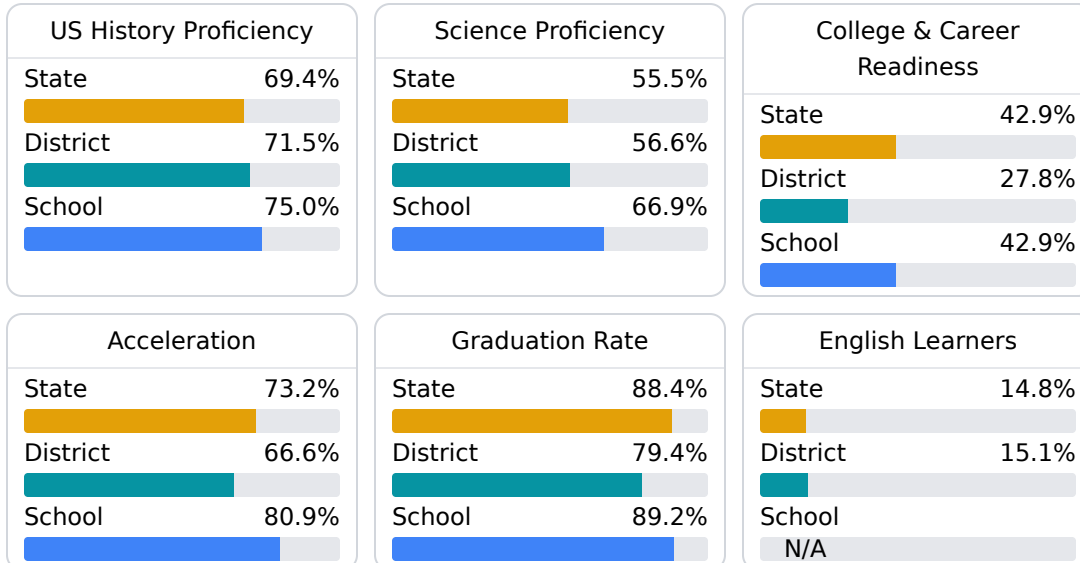 US History Proficiency
State 69.4%
District 71.5%
School 75.0%
Science Proficiency
State 55.5%
District 56.6%
School 66.9%
College & Career
Readiness
State 42.9%
District 27.8%
School 42.9%
Acceleration
State 73.2%
District 66.6%
School 80.9%
Graduation Rate
State 88.4%
District 79.4%
School 89.2%
English Learners
State 14.8%
District 15.1%
School
N/A